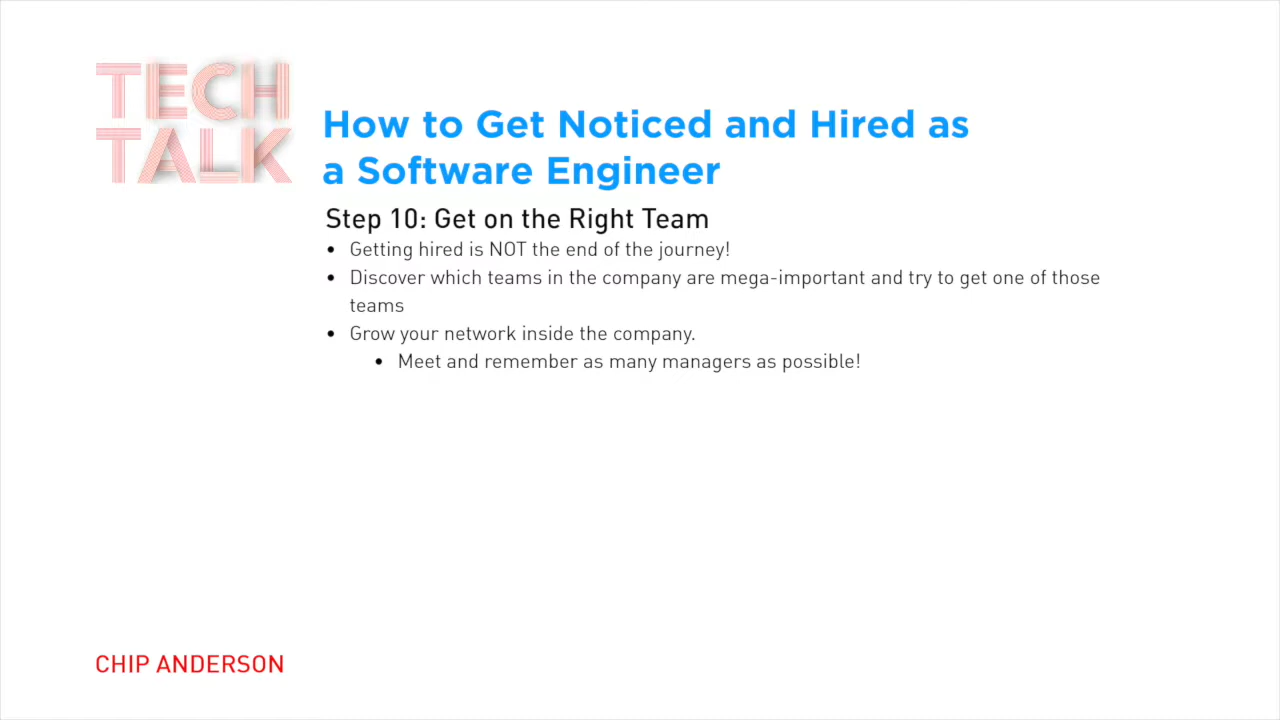 TECH
TALK
How to Get Noticed and Hired as
a Software Engineer
Step 10: Get on the Right Team
• Getting hired is NOT the end of the journey!
• Discover which teams in the company are mega-important and try to get one of those
teams
• Grow your network inside the company.
• Meet and remember as many managers as possible!
CHIP ANDERSON